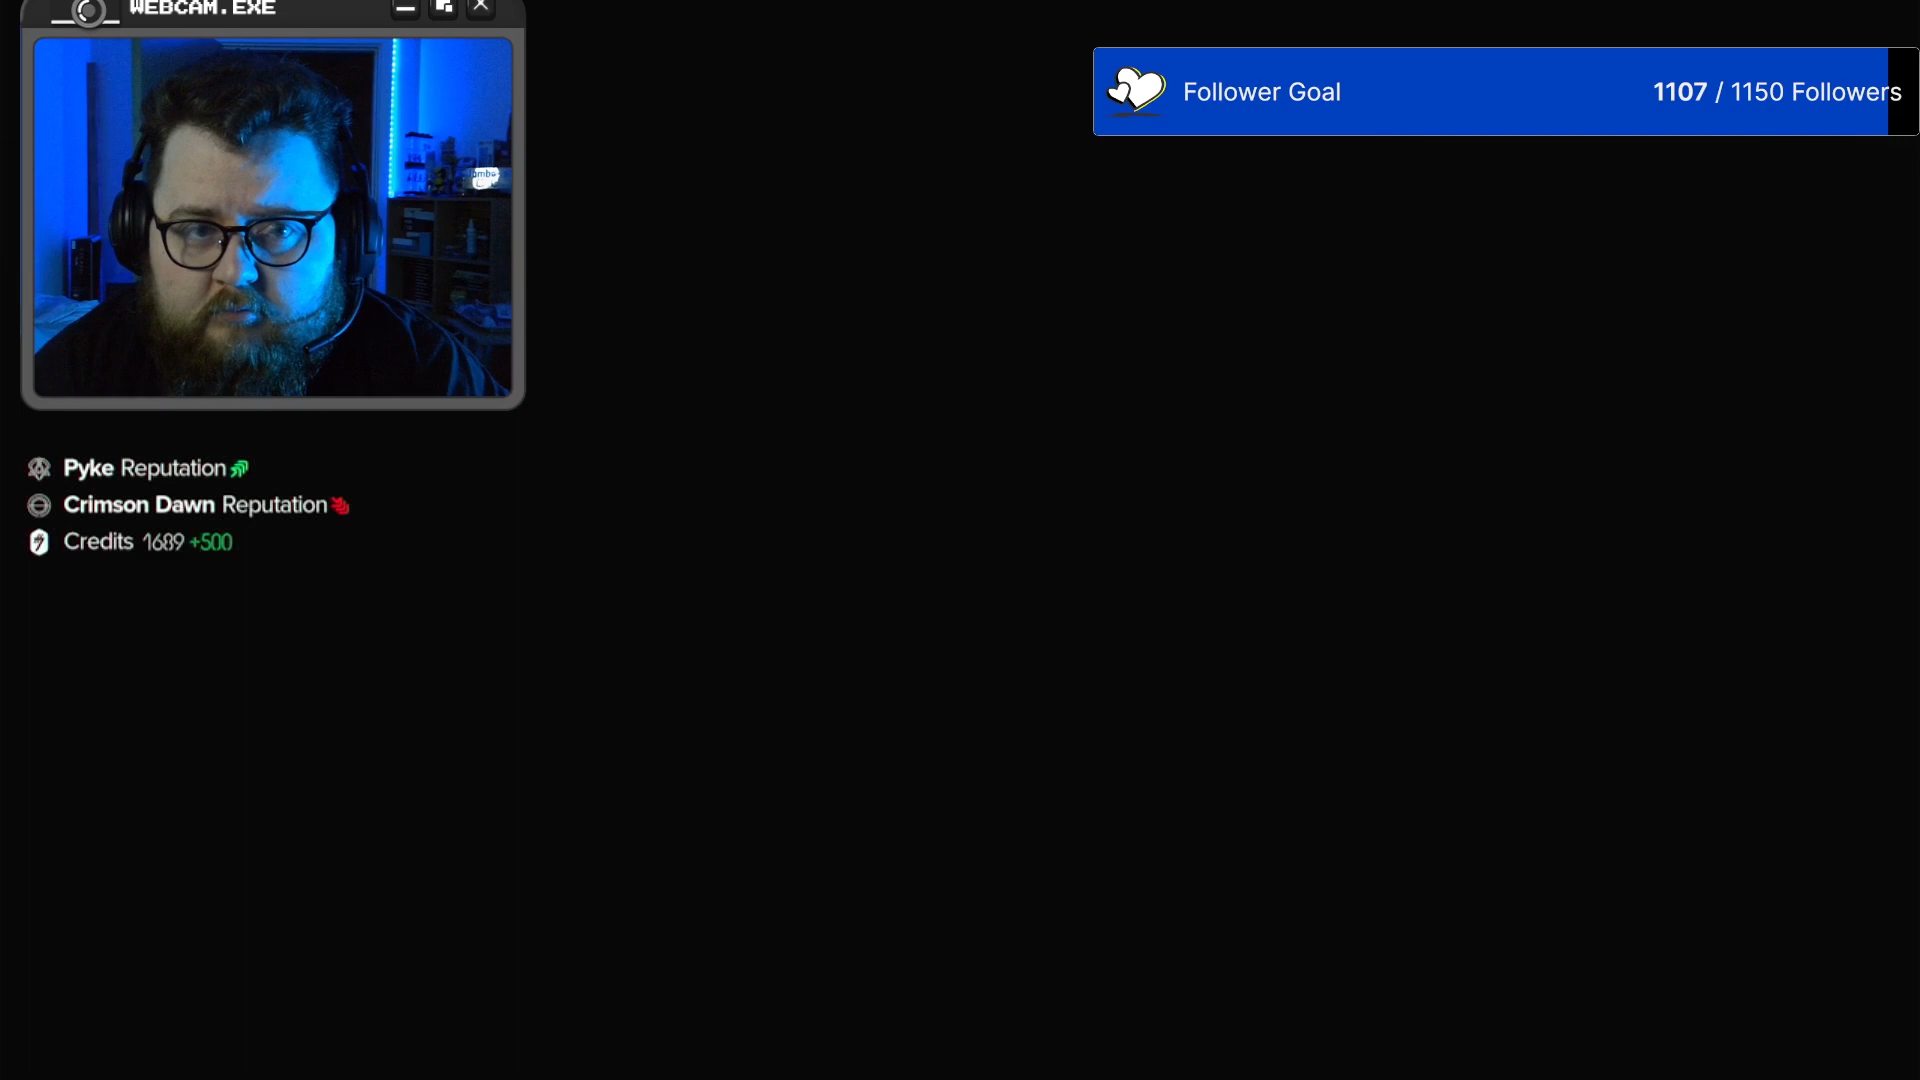 WEBCAM.EXE
Follower Goal 1107 / 1150 Followers
Pyke Reputation
Crimson Dawn Reputation
Credits 1689 +500